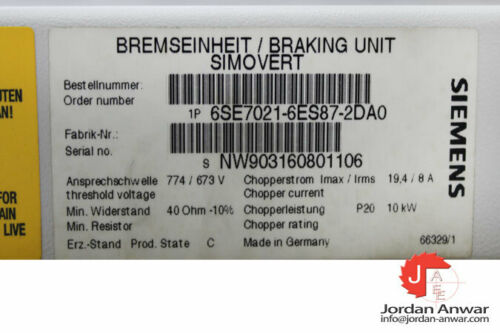 BREMSEINHEIT / BRAKING UNIT
SIMOVERT
UTEN
AN!
Bestellnummer:
Order number
1P 6SE7021-6ES87-2DA0
Fabrik-Nr.:
Serial no.
S NW903160801106
Ansprechschwelle 774 / 673 V Chopperstrom Imax / Irms 19,4 / 8 A
threshold voltage Chopper current
Min. Widerstand 40 Ohm -10% Chopperleistung P20 10 kW
Min. Resistor Chopper rating
Erz.-Stand Prod. State C Made in Germany 66329/1
SIEMENS
FOR
AIN
LIVE
JAEE
Jordan Anwar
info@jordan-anwar.com